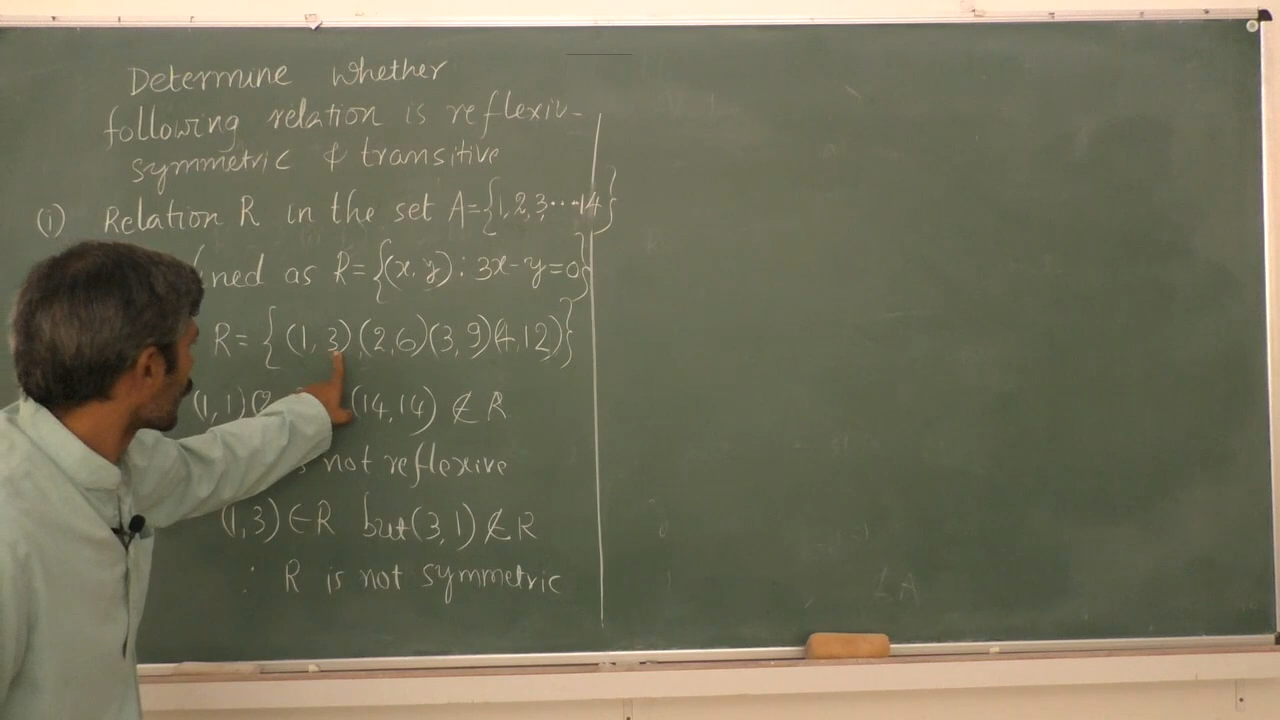 Determine whether
following relation is reflexiv-
symmetric & transitive
(i) Relation R in the set A={1,2,3,...14}
ned as R={(x,y): 3x-y=0}
R= {(1,3),(2,6)(3,9)(4,12)}
(1,1)(2 (14,14) ∉ R
not reflexive
(1,3)∈R but (3,1)∉R
∴ R is not symmetric